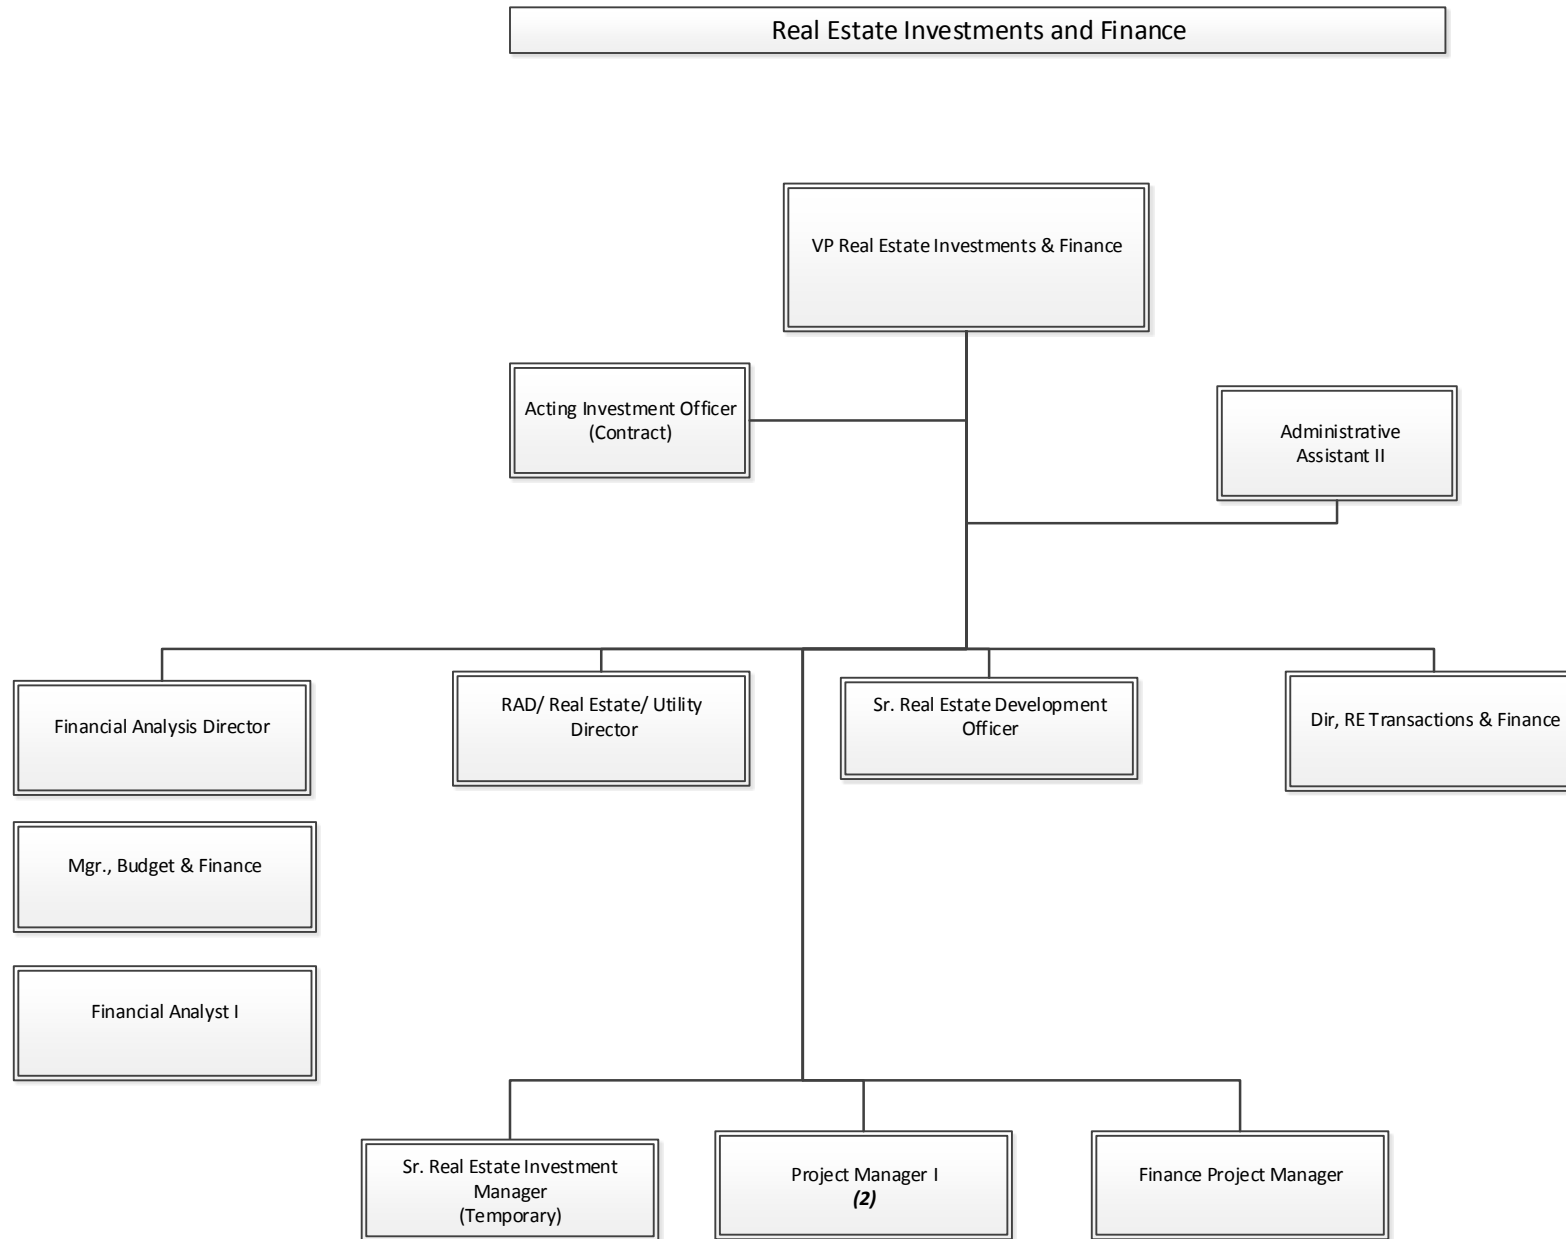 Real Estate Investments and Finance
VP Real Estate Investments & Finance
Acting Investment Officer
(Contract)
Administrative
Assistant II
Financial Analysis Director
RAD/ Real Estate/ Utility
Director
Sr. Real Estate Development
Officer
Dir, RE Transactions & Finance
Mgr., Budget & Finance
Financial Analyst I
Sr. Real Estate Investment
Manager
(Temporary)
Project Manager I
(2)
Finance Project Manager